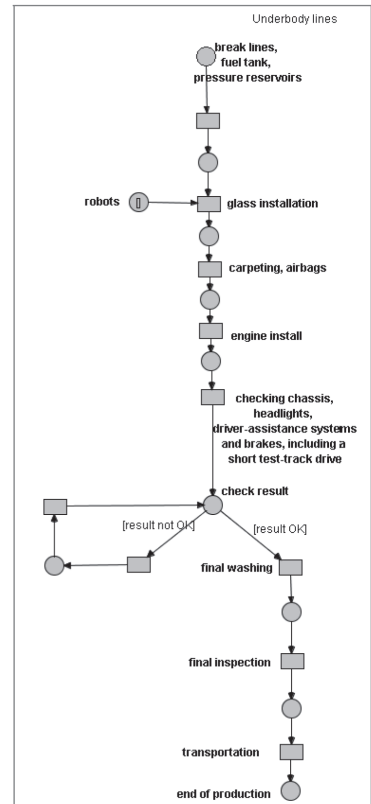 Underbody lines
break lines,
fuel tank,
pressure reservoirs
robots
glass installation
carpeting, airbags
engine install
checking chassis,
headlights,
driver-assistance systems
and brakes, including a
short test-track drive
check result
[result not OK]
[result OK]
final washing
final inspection
transportation
end of production